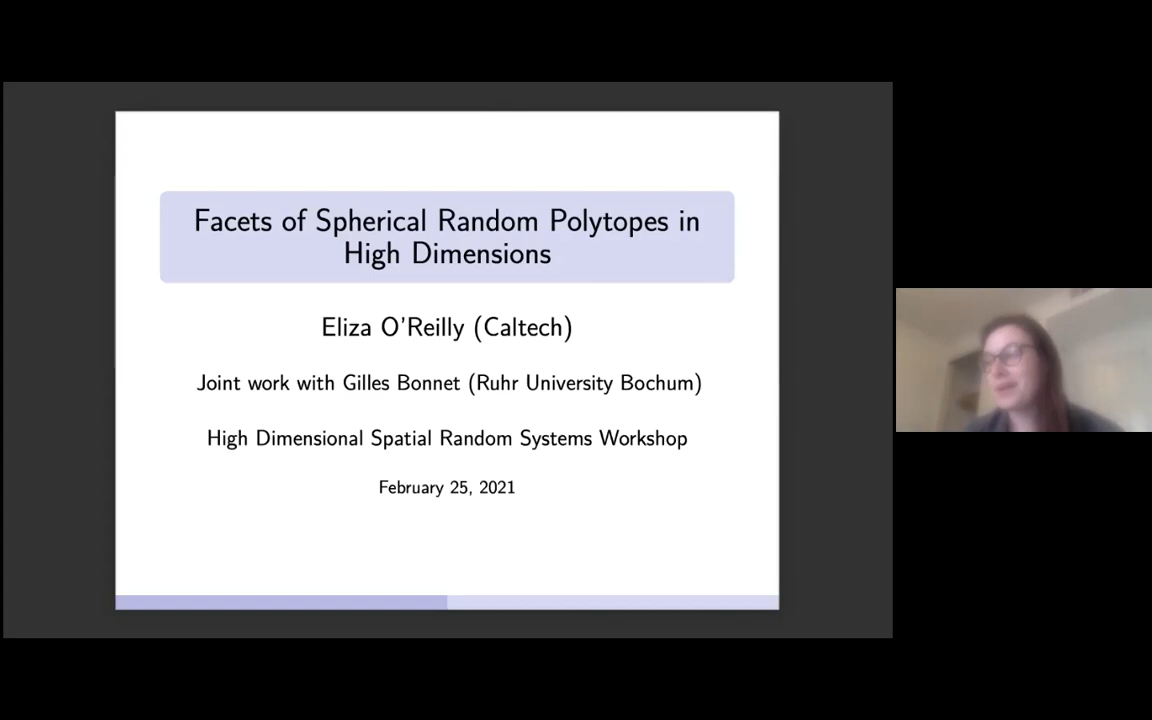 Facets of Spherical Random Polytopes in
High Dimensions
Eliza O'Reilly (Caltech)
Joint work with Gilles Bonnet (Ruhr University Bochum)
High Dimensional Spatial Random Systems Workshop
February 25, 2021